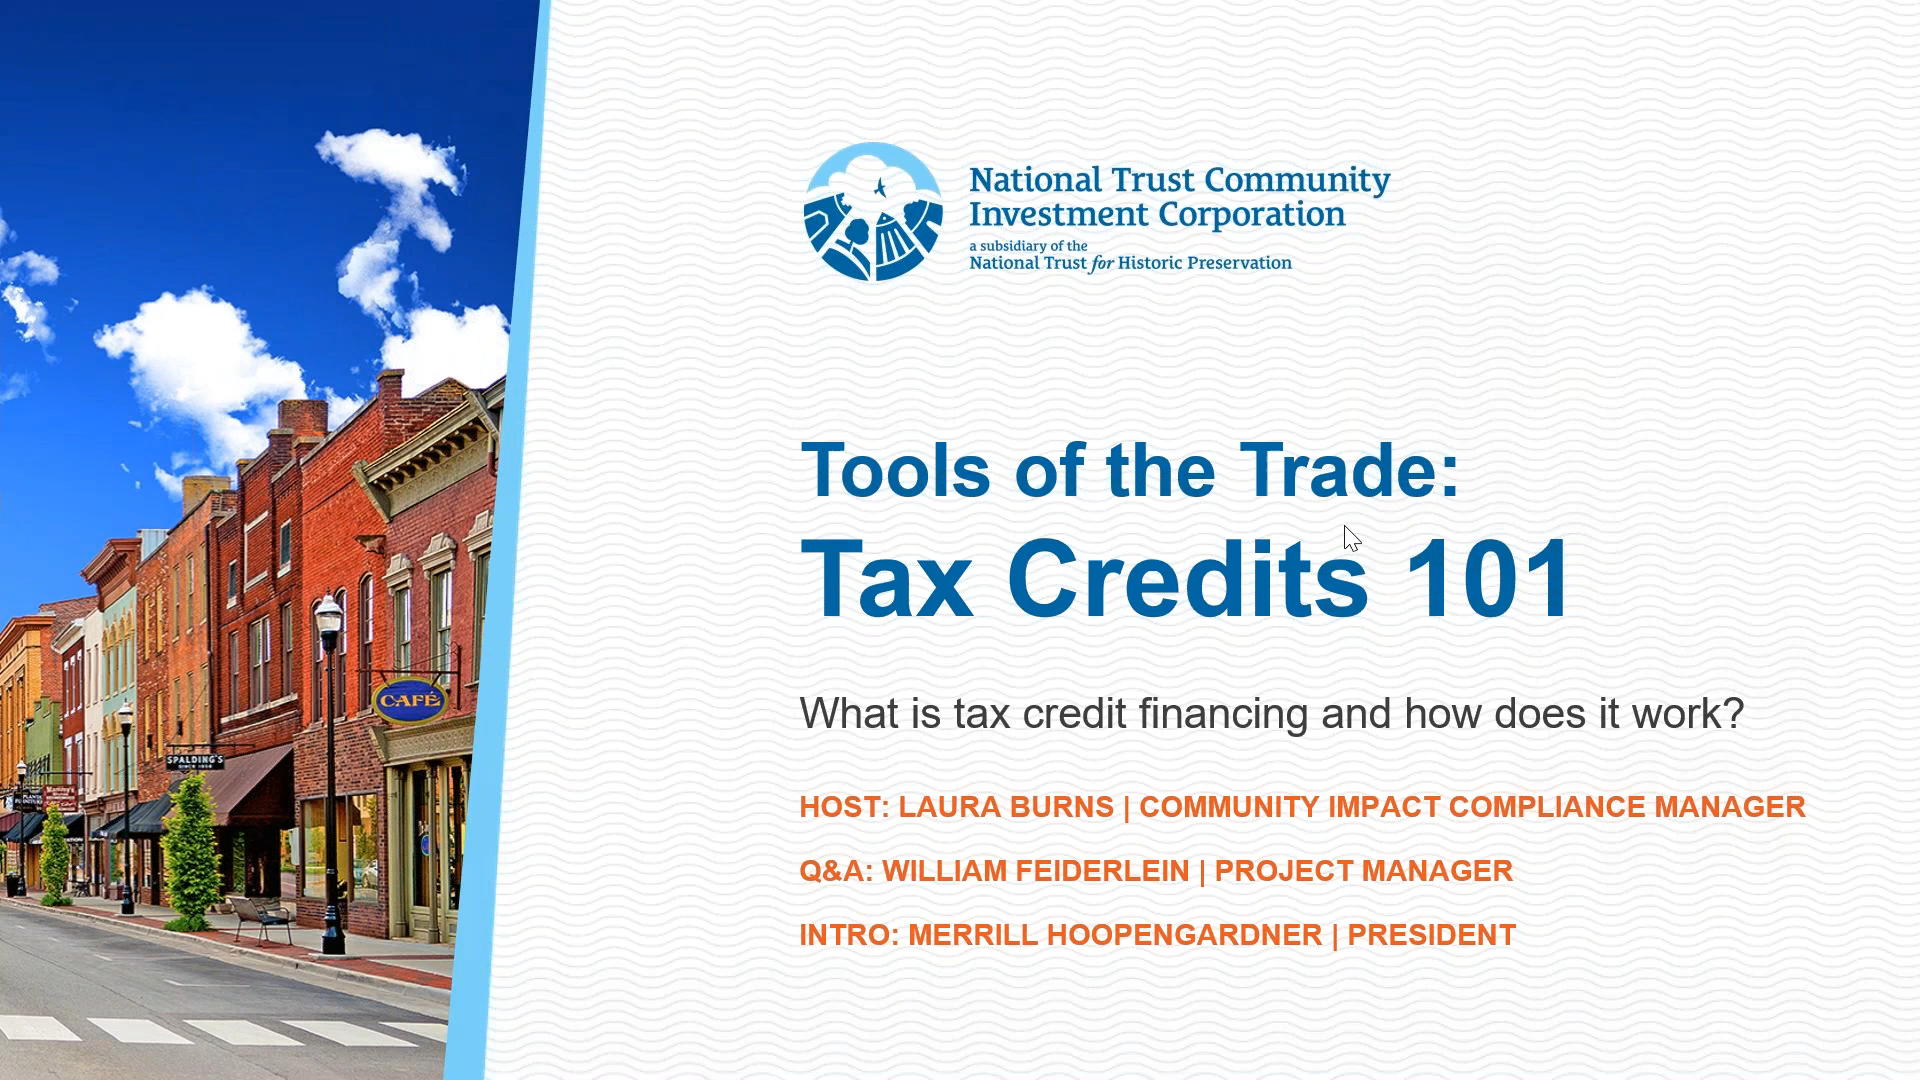 National Trust Community
Investment Corporation
a subsidiary of the
National Trust for Historic Preservation
Tools of the Trade:
Tax Credits 101
What is tax credit financing and how does it work?
HOST: LAURA BURNS | COMMUNITY IMPACT COMPLIANCE MANAGER
Q&A: WILLIAM FEIDERLEIN | PROJECT MANAGER
INTRO: MERRILL HOOPENGARDNER | PRESIDENT
CAFÉ
SPALDING'S